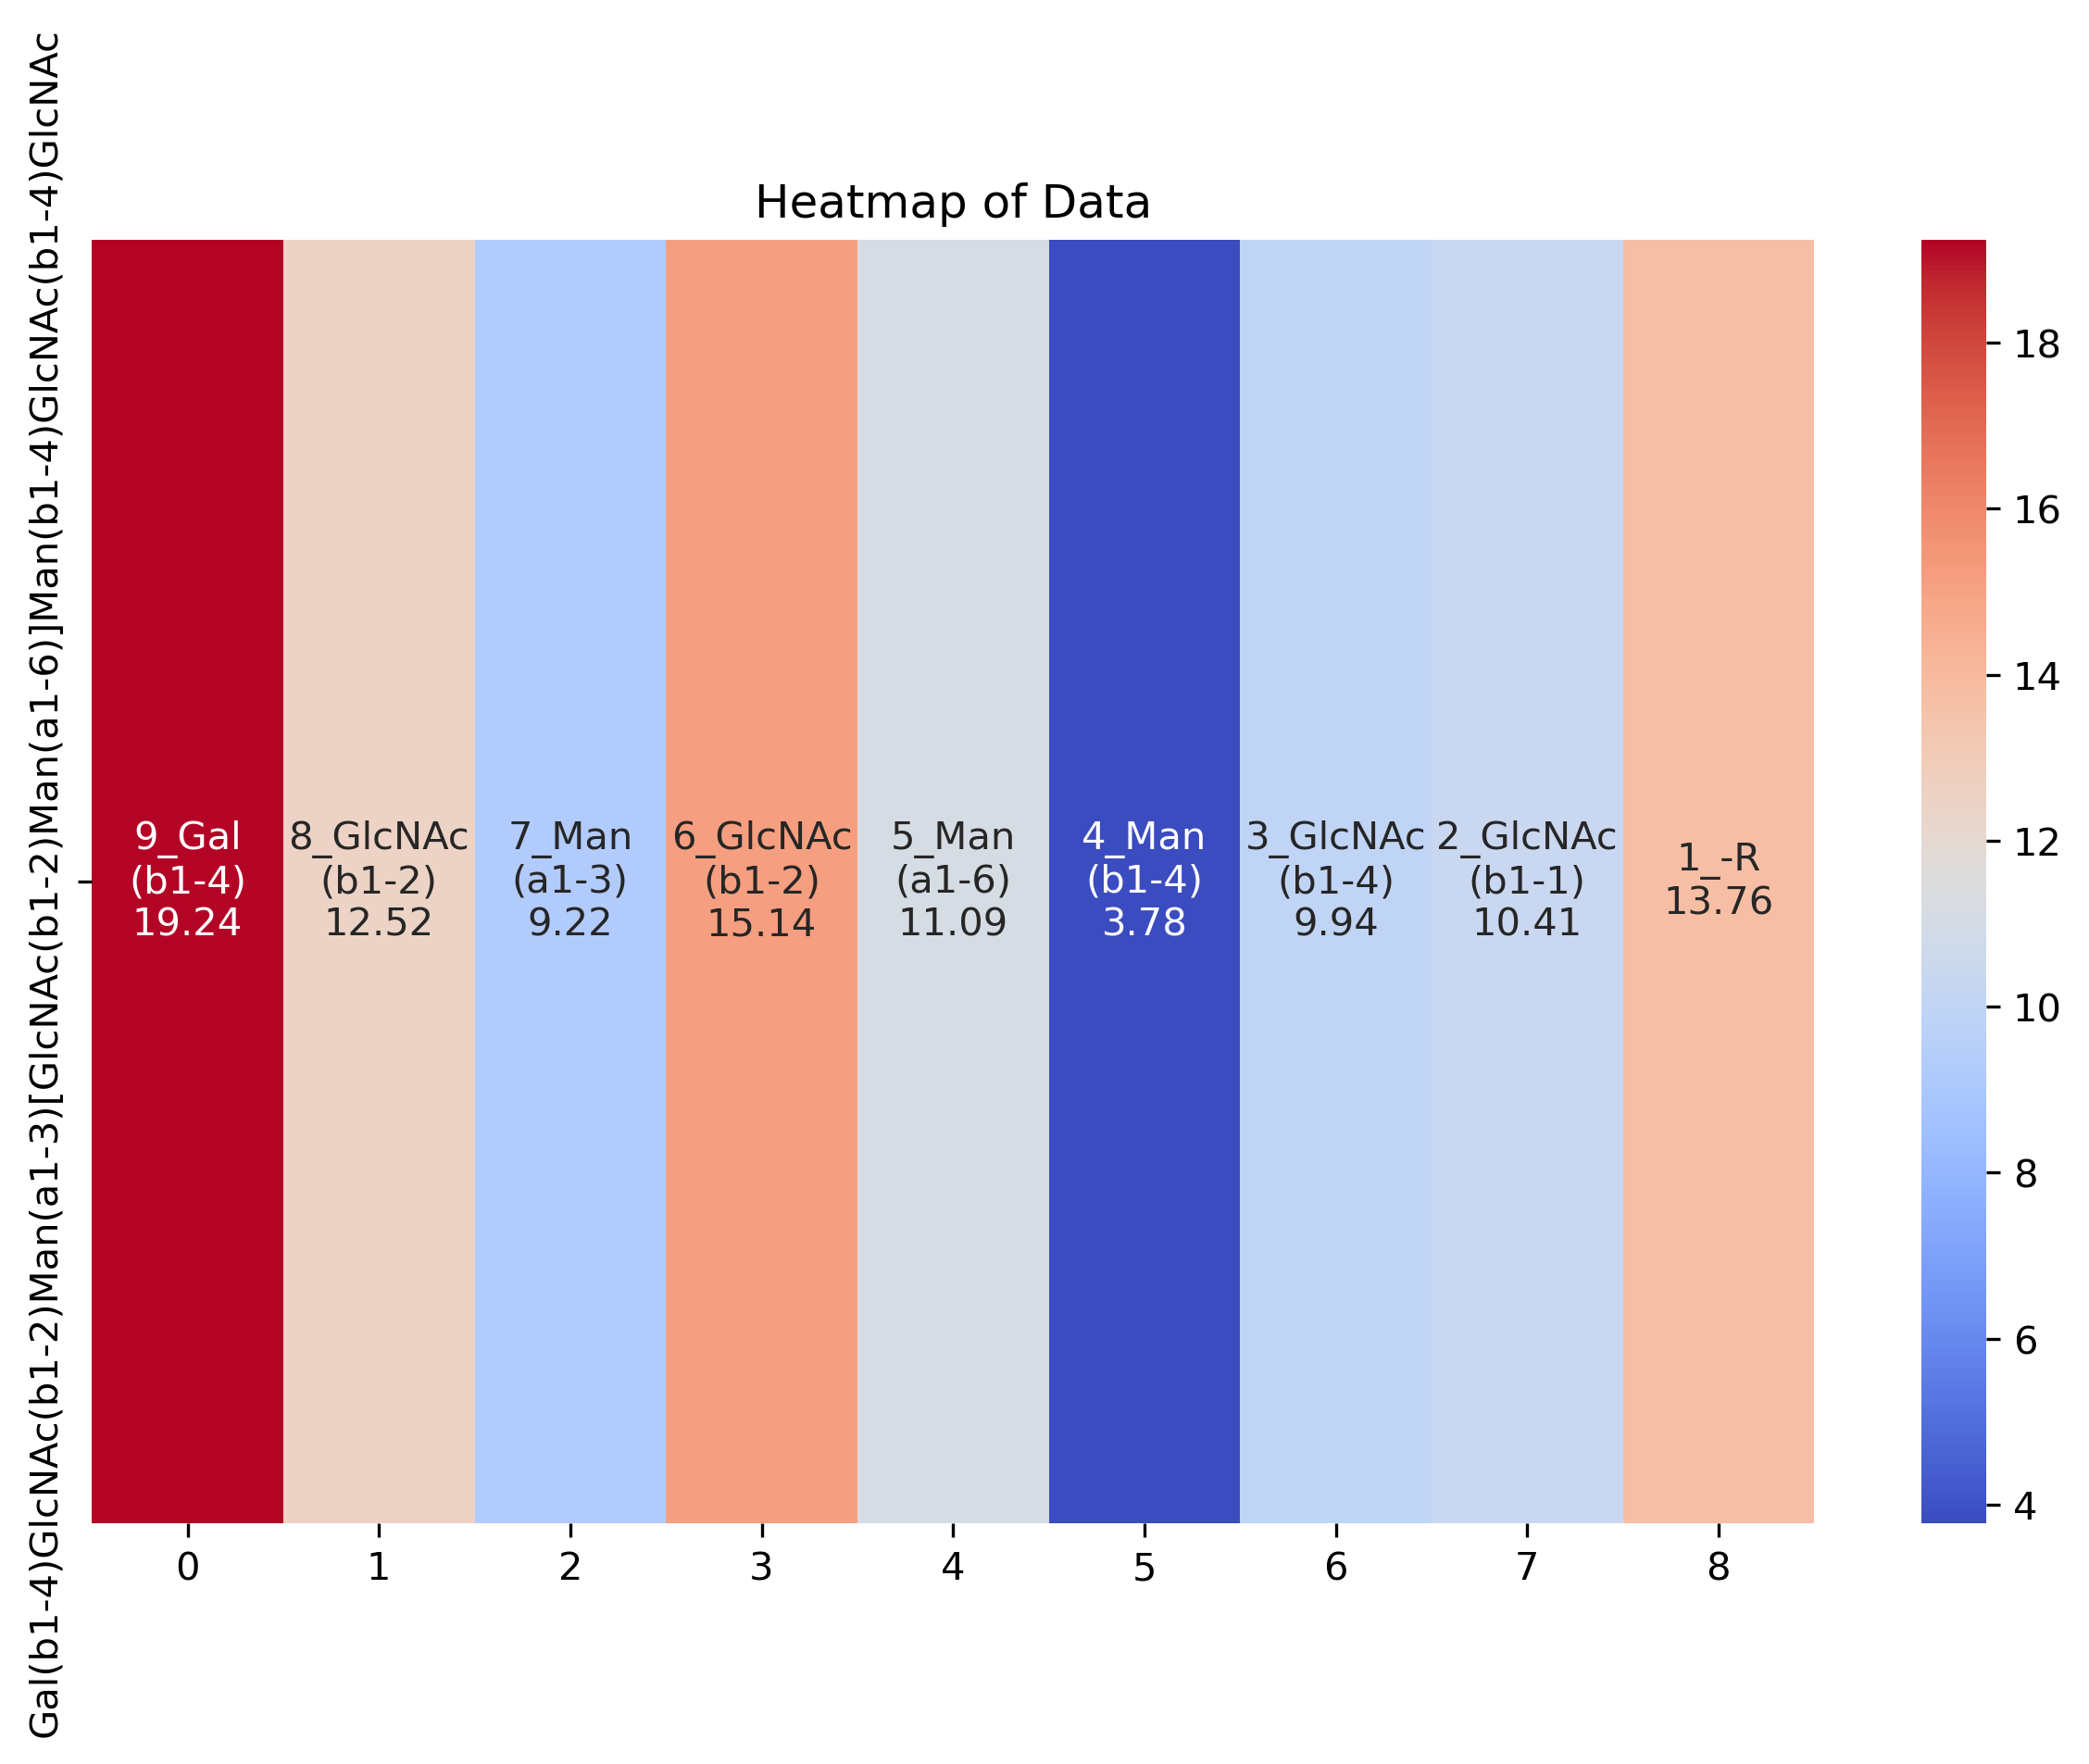 Heatmap of Data
Gal(b1-4)GlcNAc(b1-2)Man(a1-3)[GlcNAc(b1-2)Man(a1-6)]Man(b1-4)GlcNAc(b1-4)GlcNAc
9_Gal
(b1-4)
19.24
8_GlcNAc
(b1-2)
12.52
7_Man
(a1-3)
9.22
6_GlcNAc
(b1-2)
15.14
5_Man
(a1-6)
11.09
4_Man
(b1-4)
3.78
3_GlcNAc
(b1-4)
9.94
2_GlcNAc
(b1-1)
10.41
1_-R
13.76
0
1
2
3
4
5
6
7
8
18
16
14
12
10
8
6
4